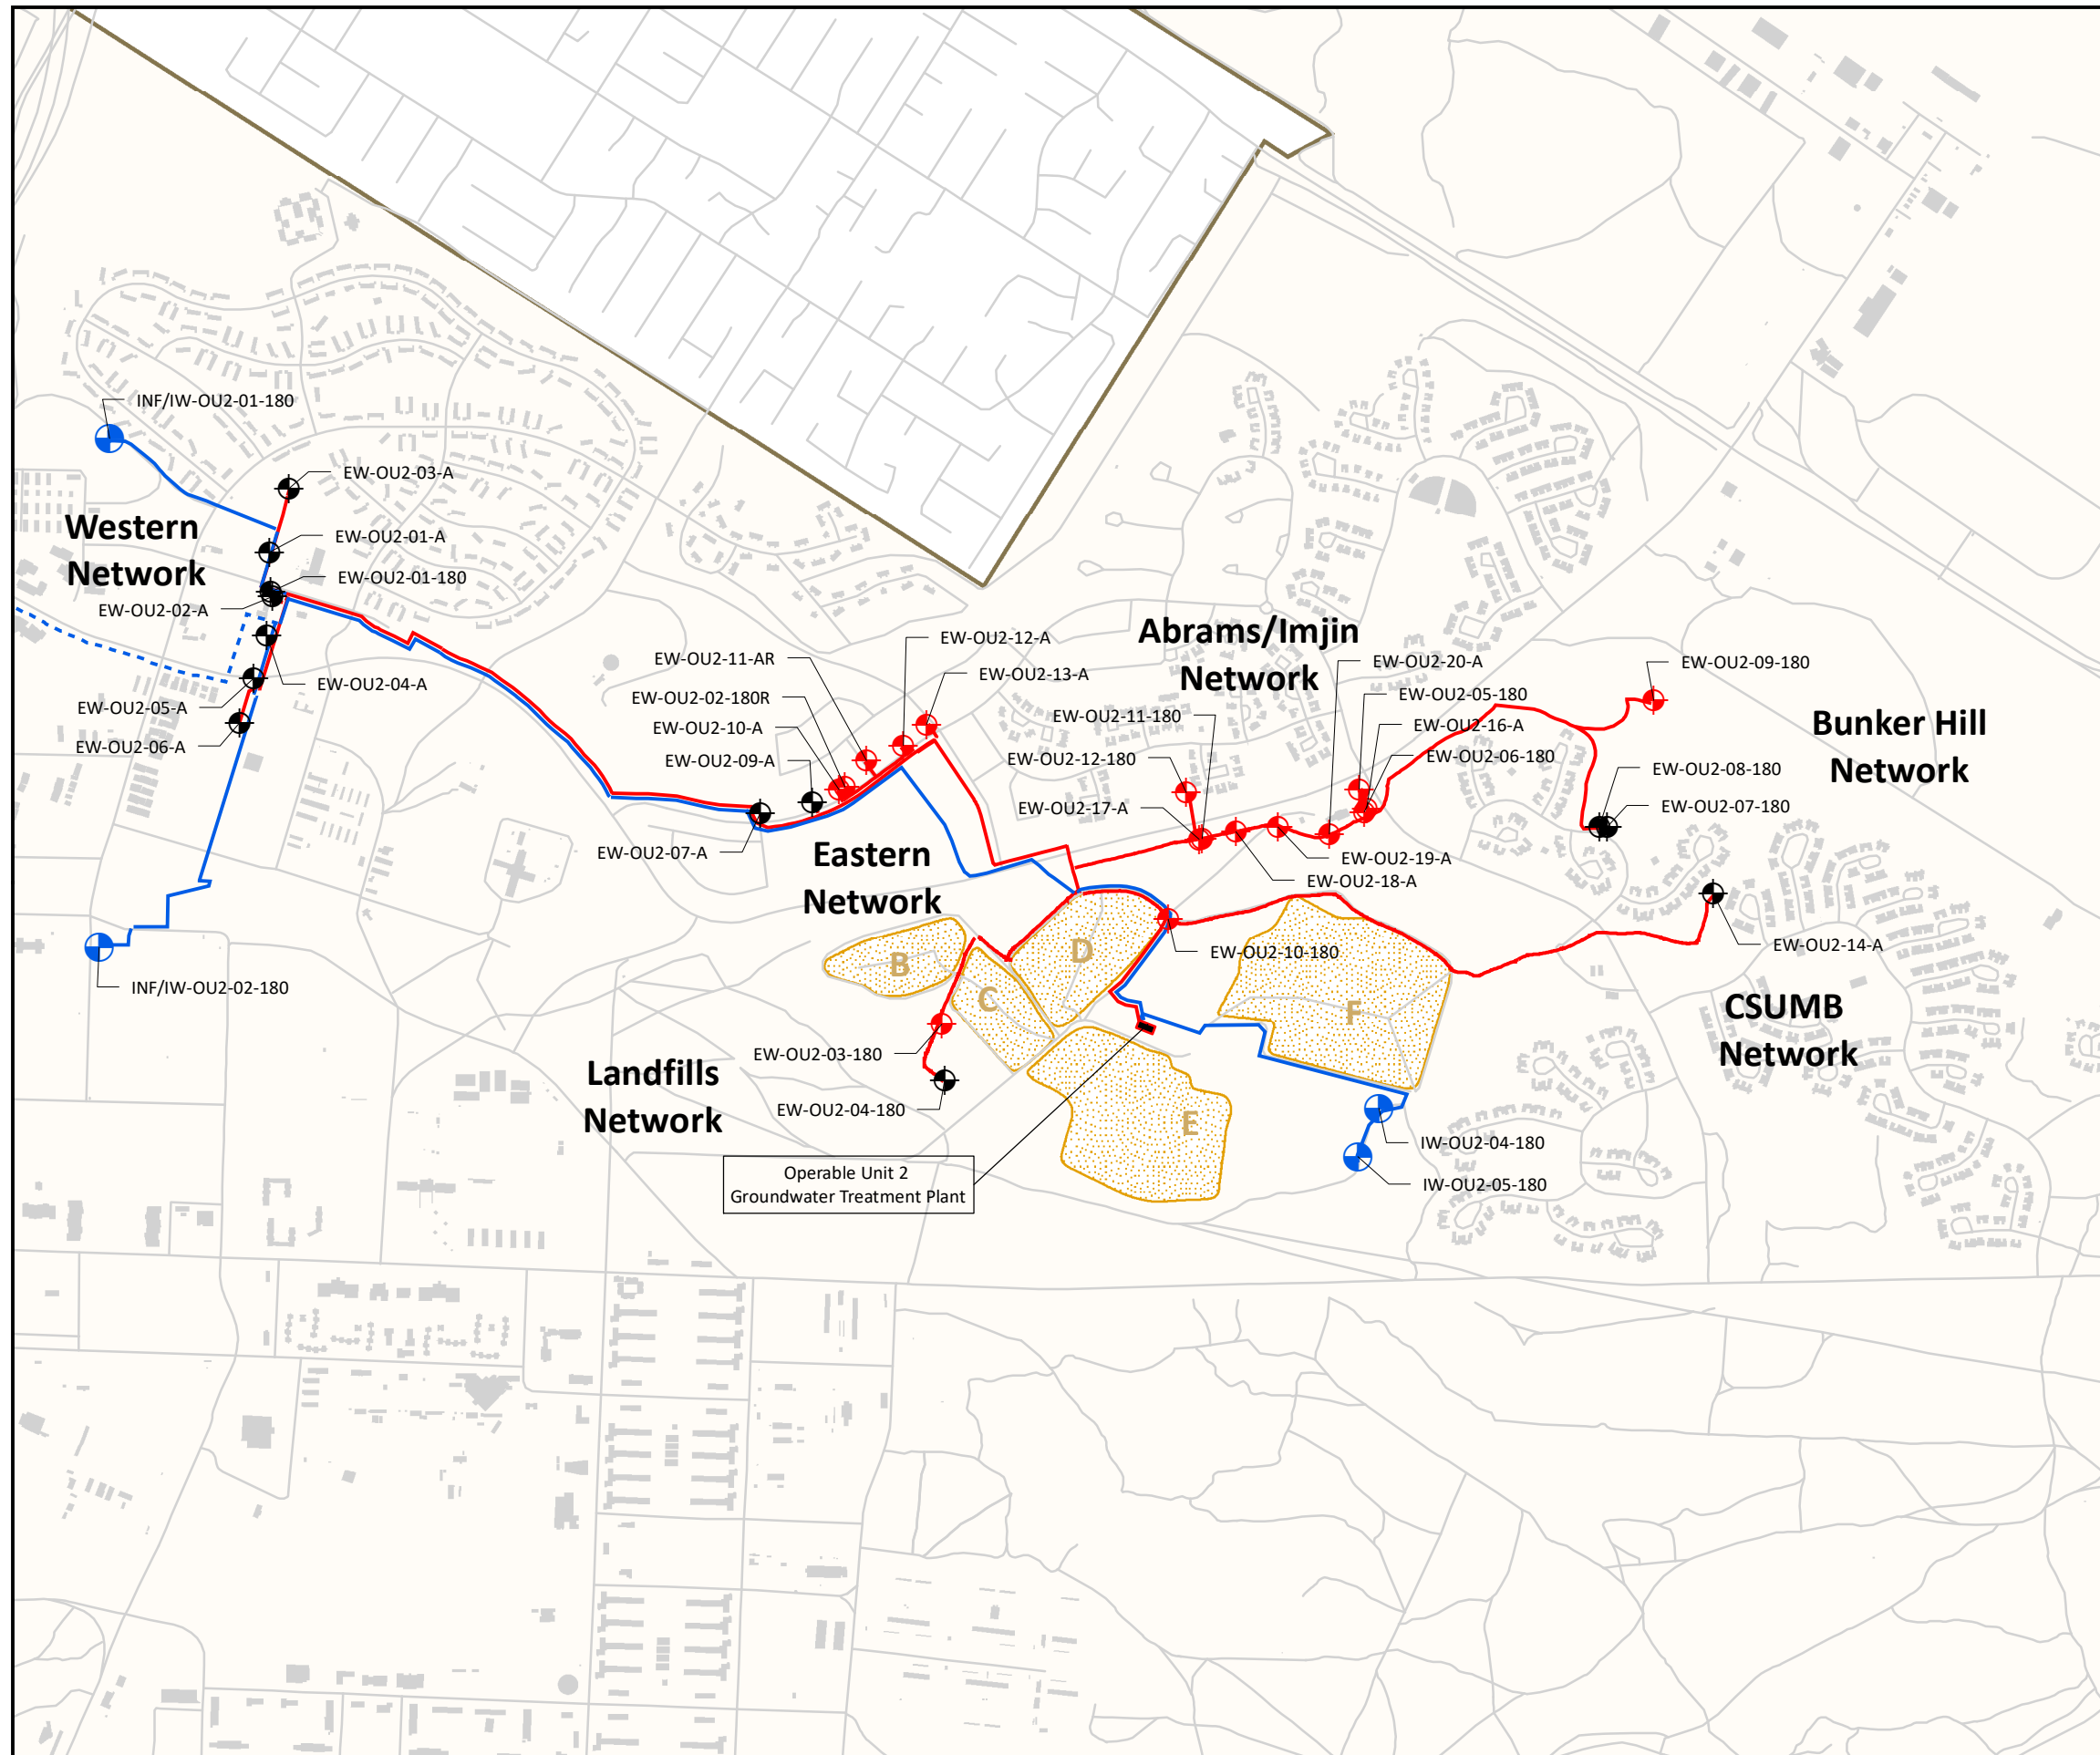 INF/IW-OU2-01-180
EW-OU2-03-A
Western
Network
EW-OU2-01-A
EW-OU2-01-180
EW-OU2-02-A
EW-OU2-04-A
EW-OU2-05-A
EW-OU2-06-A
INF/IW-OU2-02-180
EW-OU2-12-A
EW-OU2-11-AR
EW-OU2-13-A
EW-OU2-02-180R
EW-OU2-10-A
EW-OU2-09-A
EW-OU2-07-A
Eastern
Network
Abrams/Imjin
Network
EW-OU2-20-A
EW-OU2-05-180
EW-OU2-11-180
EW-OU2-16-A
EW-OU2-12-180
EW-OU2-06-180
EW-OU2-17-A
EW-OU2-19-A
EW-OU2-18-A
EW-OU2-09-180
Bunker Hill
Network
EW-OU2-08-180
EW-OU2-07-180
EW-OU2-14-A
CSUMB
Network
EW-OU2-10-180
B
C
D
E
F
EW-OU2-03-180
Landfills
Network
EW-OU2-04-180
Operable Unit 2
Groundwater Treatment Plant
IW-OU2-04-180
IW-OU2-05-180